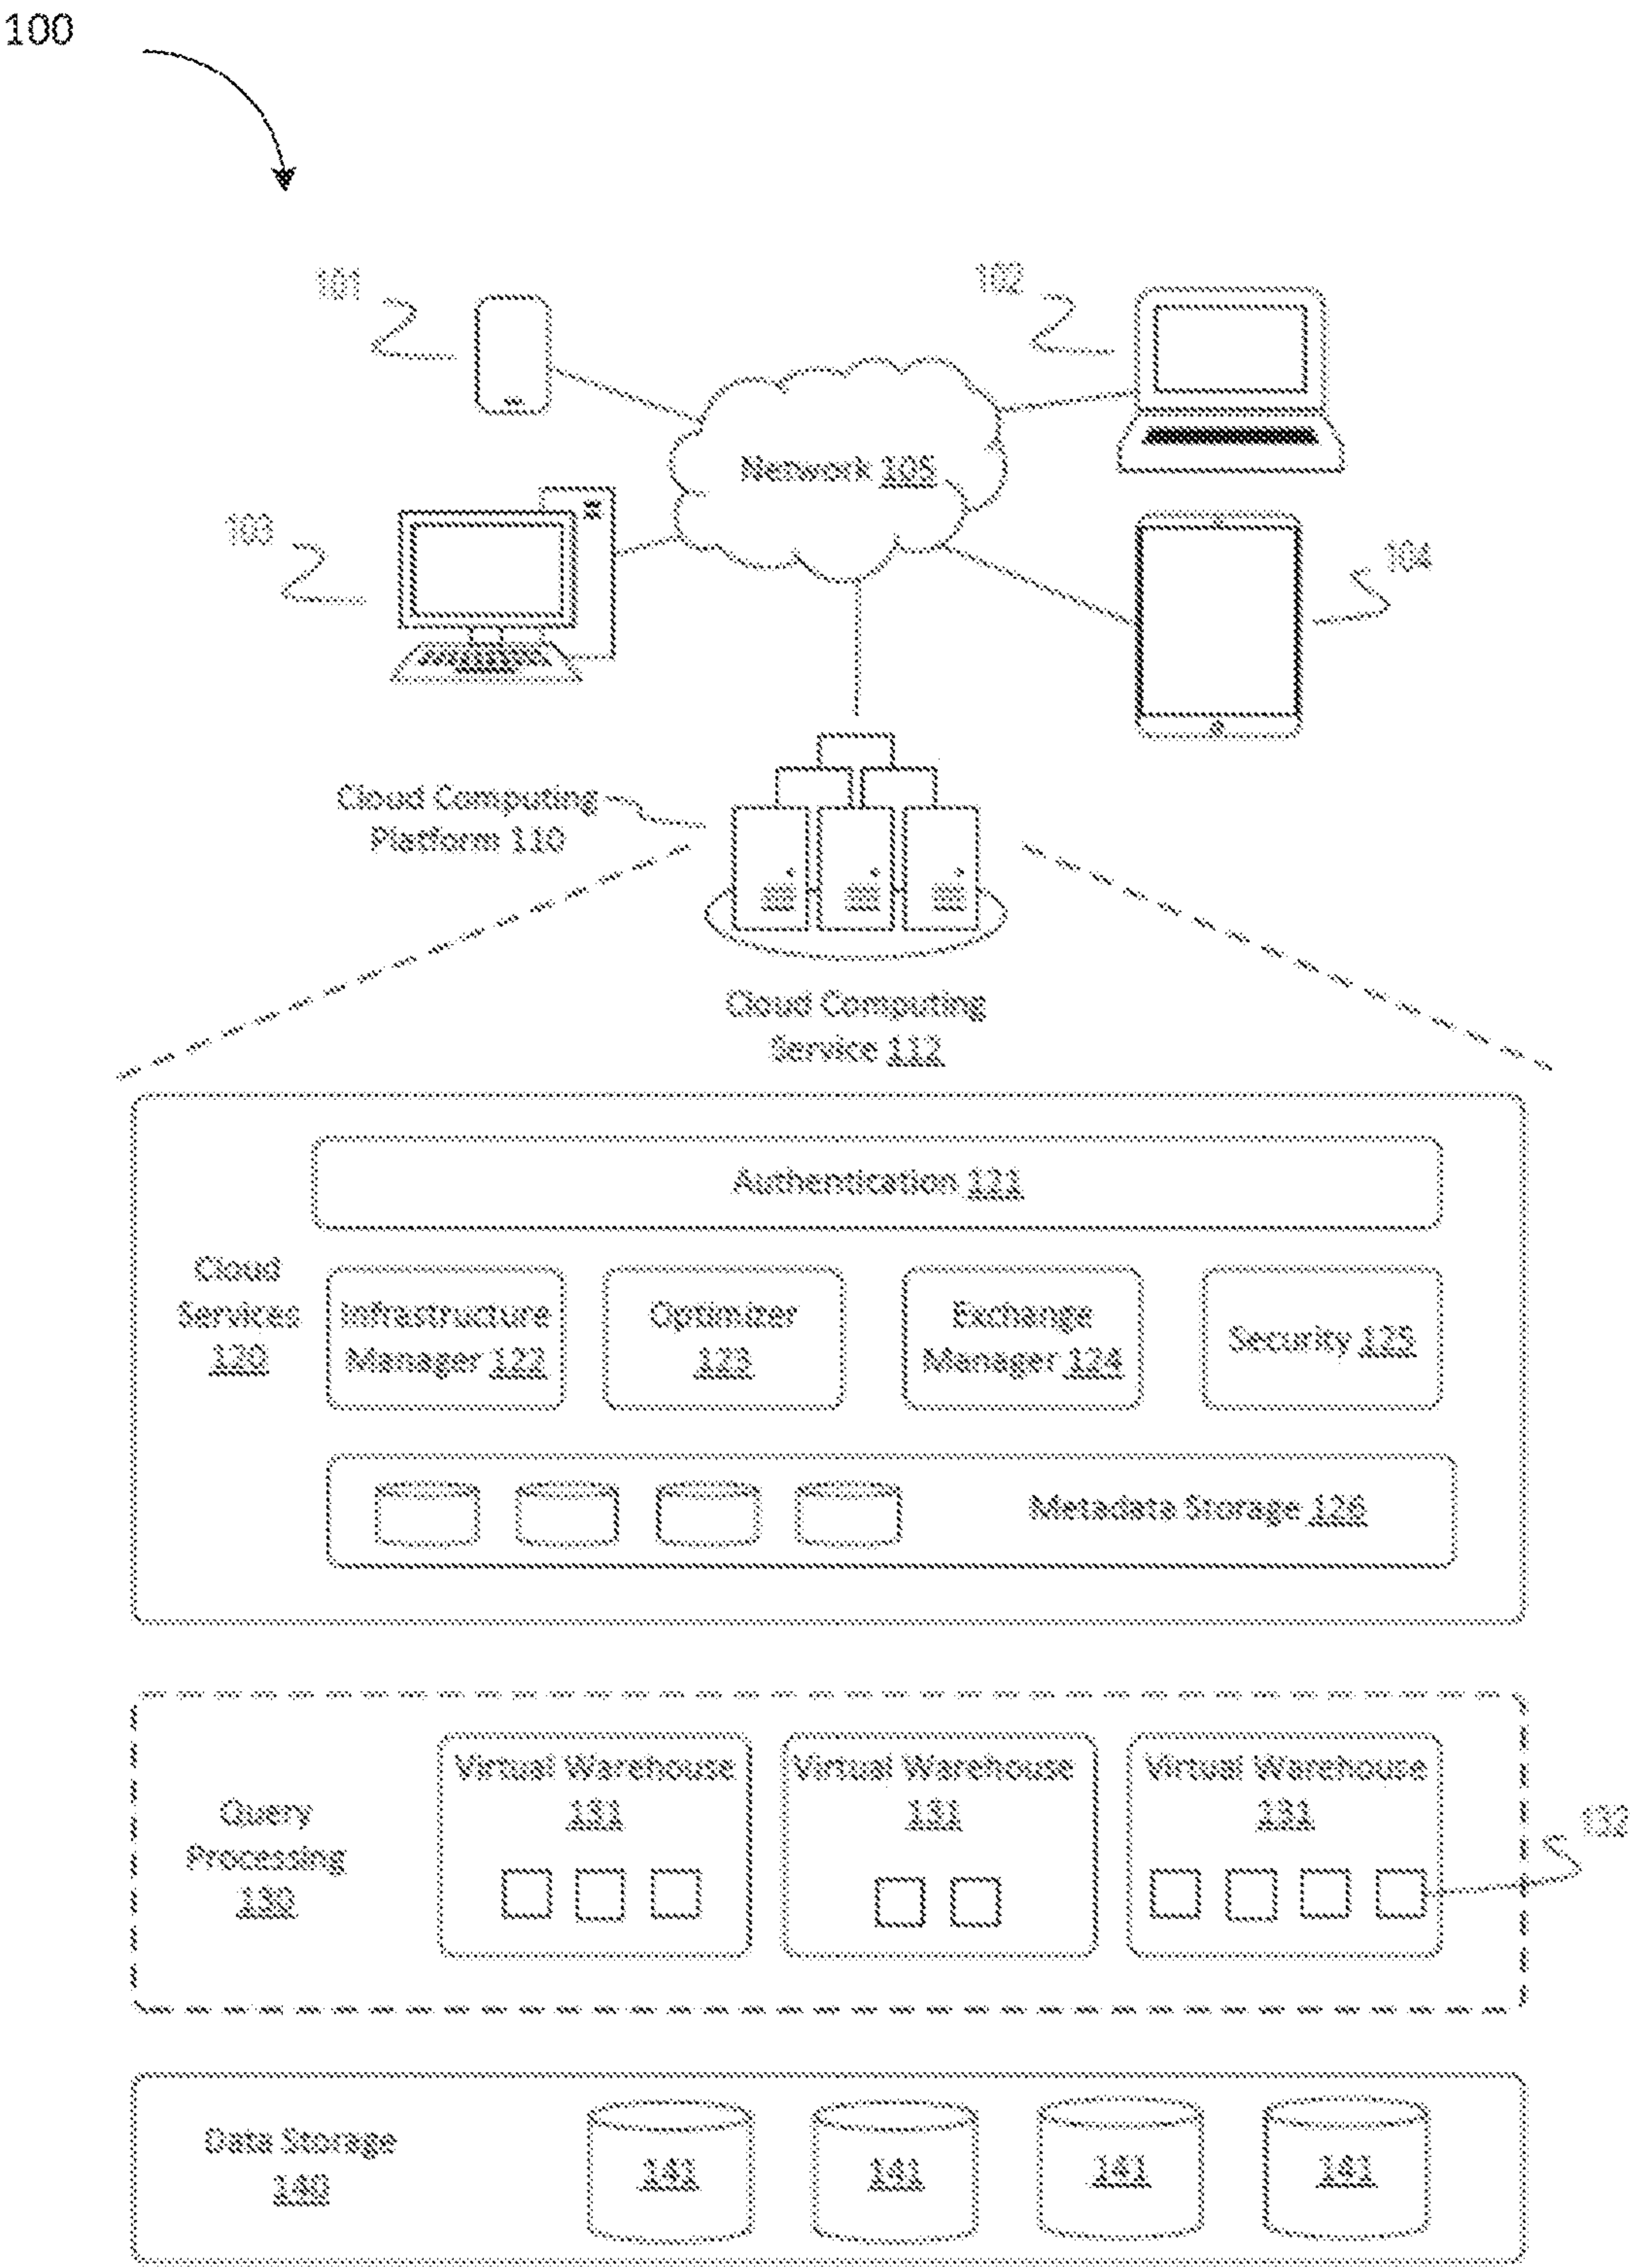 100
101
102
Network 105
103
104
Cloud Computing
Platform 110
Cloud Computing
Service 112
Authentication 121
Cloud
Services
120
Infrastructure
Manager 122
Optimizer
123
Exchange
Manager 124
Security 125
Metadata Storage 126
Query
Processing
130
Virtual Warehouse
131
Virtual Warehouse
131
Virtual Warehouse
131
132
Data Storage
140
141
141
141
141